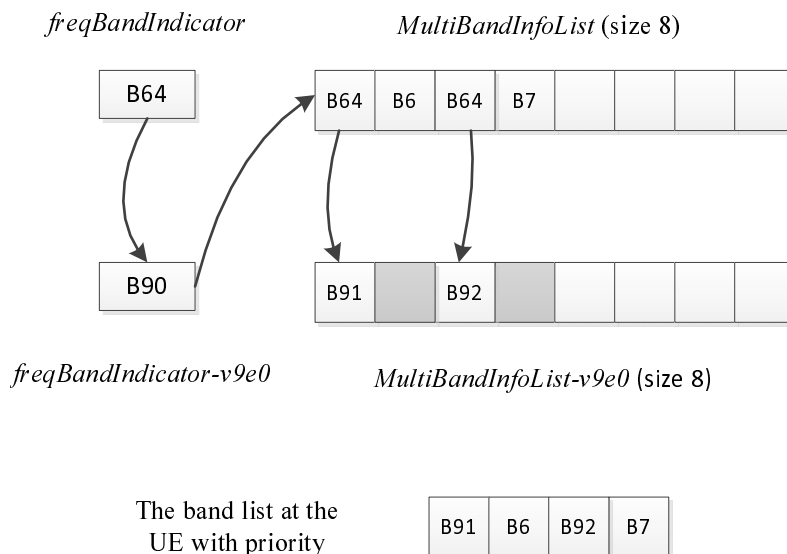 freqBandIndicator MultiBandInfoList (size 8)
B64 B64 B6 B64 B7
B90 B91 B92
freqBandIndicator-v9e0 MultiBandInfoList-v9e0 (size 8)
The band list at the
UE with priority
B91 B6 B92 B7